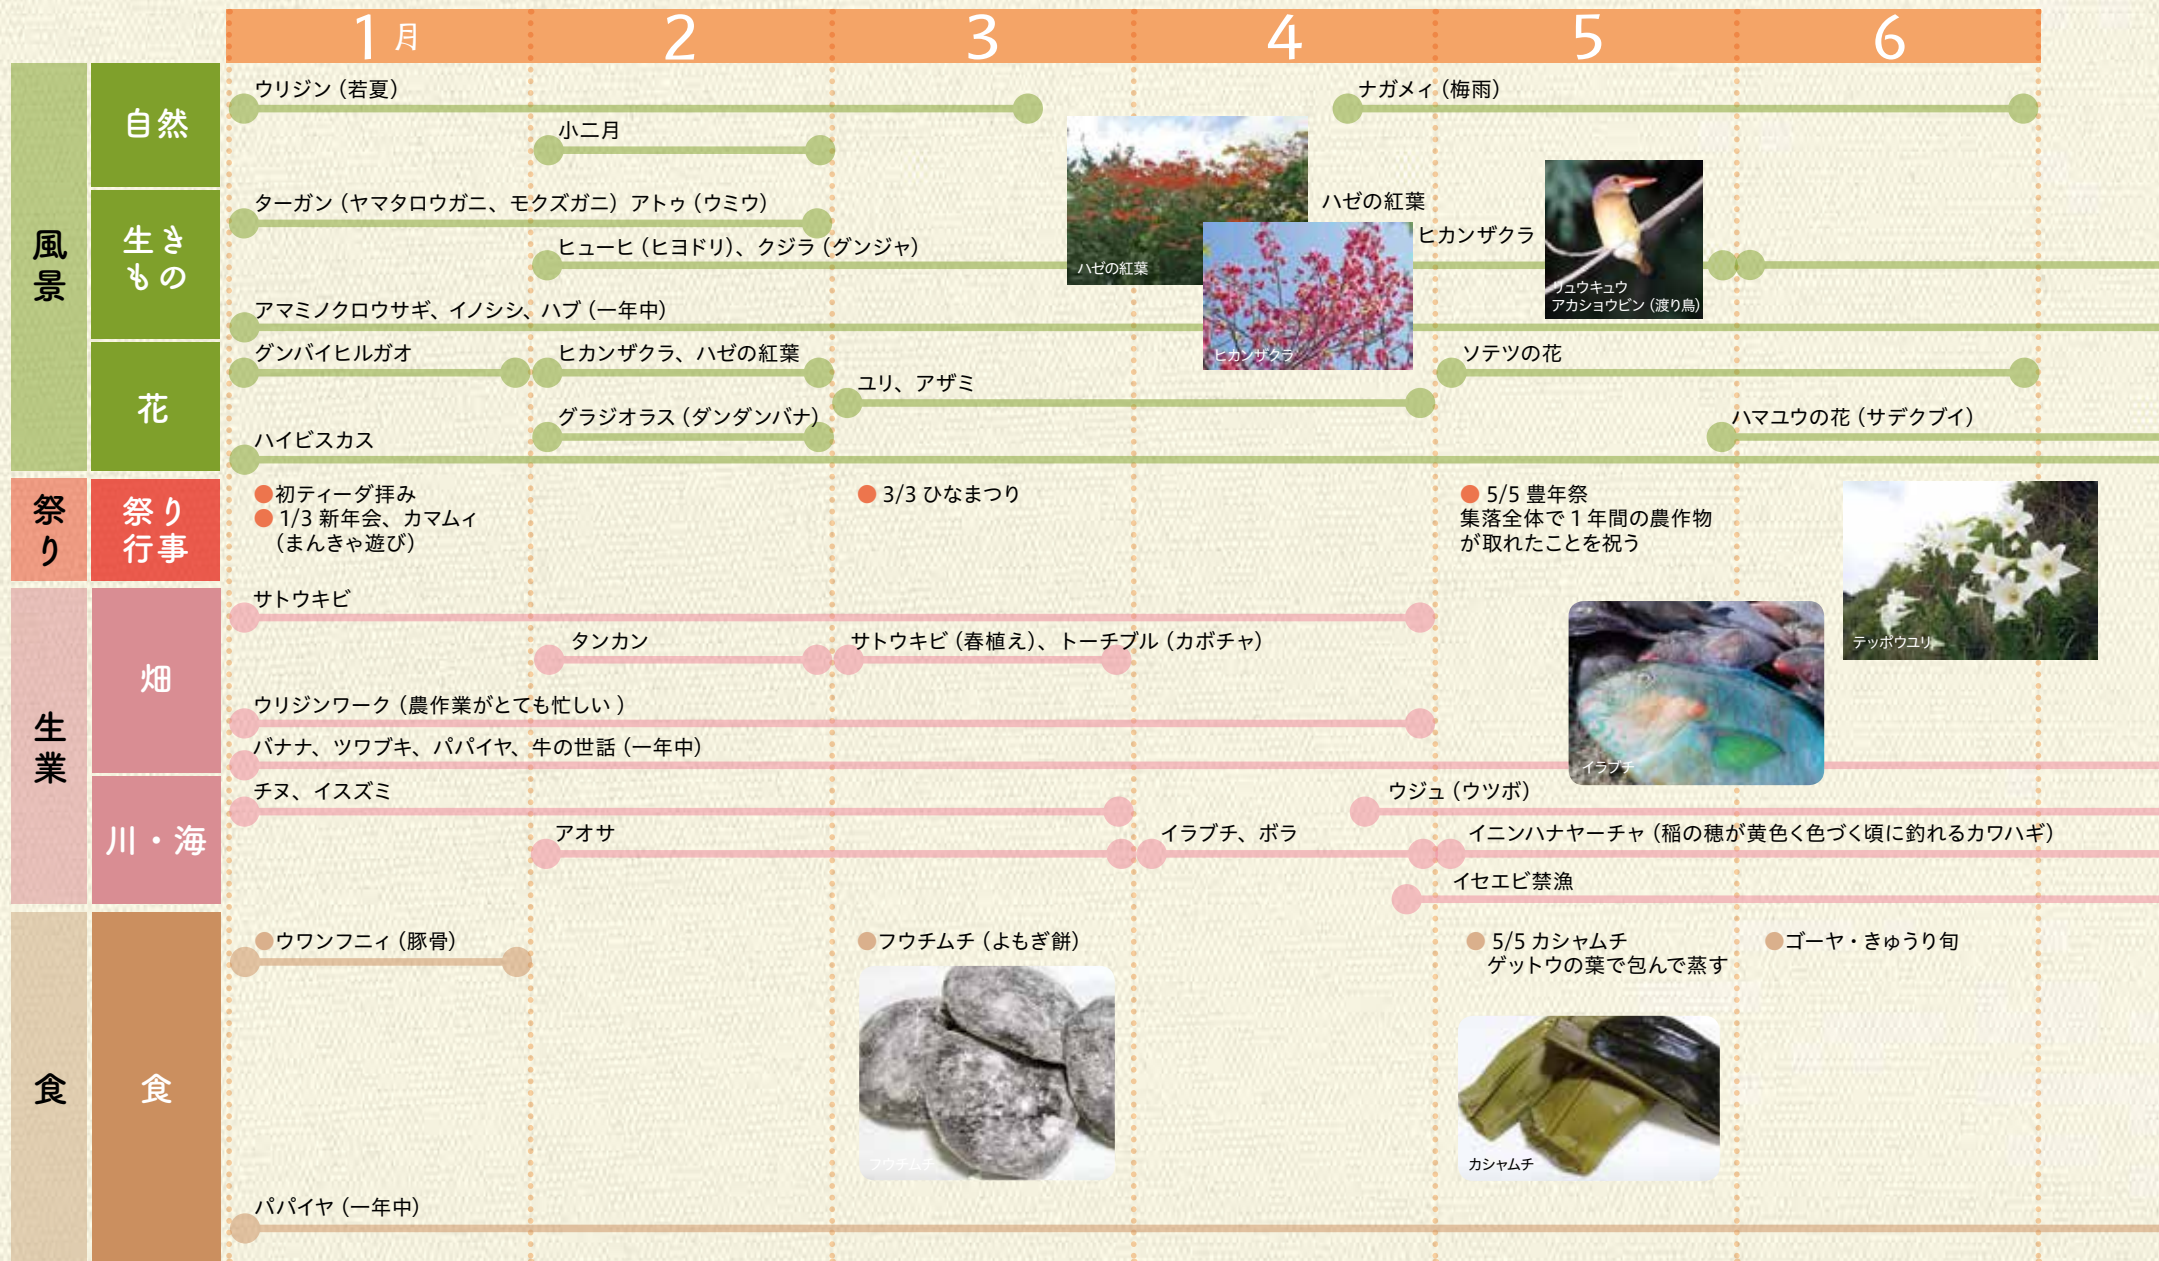 1月 2 3 4 5 6
風景
自然
ウリジン（若夏）
ナガメィ（梅雨）
小二月
生き
もの
ターガン（ヤマタロウガニ、モクズガニ）アトゥ（ウミウ）
ヒューヒ（ヒヨドリ）、クジラ（グンジャ）
アマミノクロウサギ、イノシシ、ハブ（一年中）
ハゼの紅葉
ハゼの紅葉
ヒカンザクラ
ヒカンザクラ
リュウキュウ
アカショウビン（渡り鳥）
花
グンバイヒルガオ
ヒカンザクラ、ハゼの紅葉
ユリ、アザミ
ソテツの花
グラジオラス（ダンダンバナ）
ハマユウの花（サデクブイ）
ハイビスカス
祭り
祭り
行事
●初ティーダ拝み
● 1/3 新年会、カマムィ
（まんきゃ遊び）
● 3/3 ひなまつり
● 5/5 豊年祭
集落全体で１年間の農作物
が取れたことを祝う
テッポウユリ
生業
畑
サトウキビ
タンカン
サトウキビ（春植え）、トーチブル（カボチャ）
ウリジンワーク（農作業がとても忙しい ）
バナナ、ツワブキ、パパイヤ、牛の世話（一年中）
イラブチ
川・海
チヌ、イスズミ
ウジュ（ウツボ）
アオサ
イラブチ、ボラ
イニンハナヤーチャ（稲の穂が黄色く色づく頃に釣れるカワハギ）
イセエビ禁漁
食
食
●ウワンフニィ（豚骨）
●フウチムチ（よもぎ餅）
● 5/5 カシャムチ
ゲットウの葉で包んで蒸す
●ゴーヤ・きゅうり旬
フウチムチ
カシャムチ
パパイヤ（一年中）